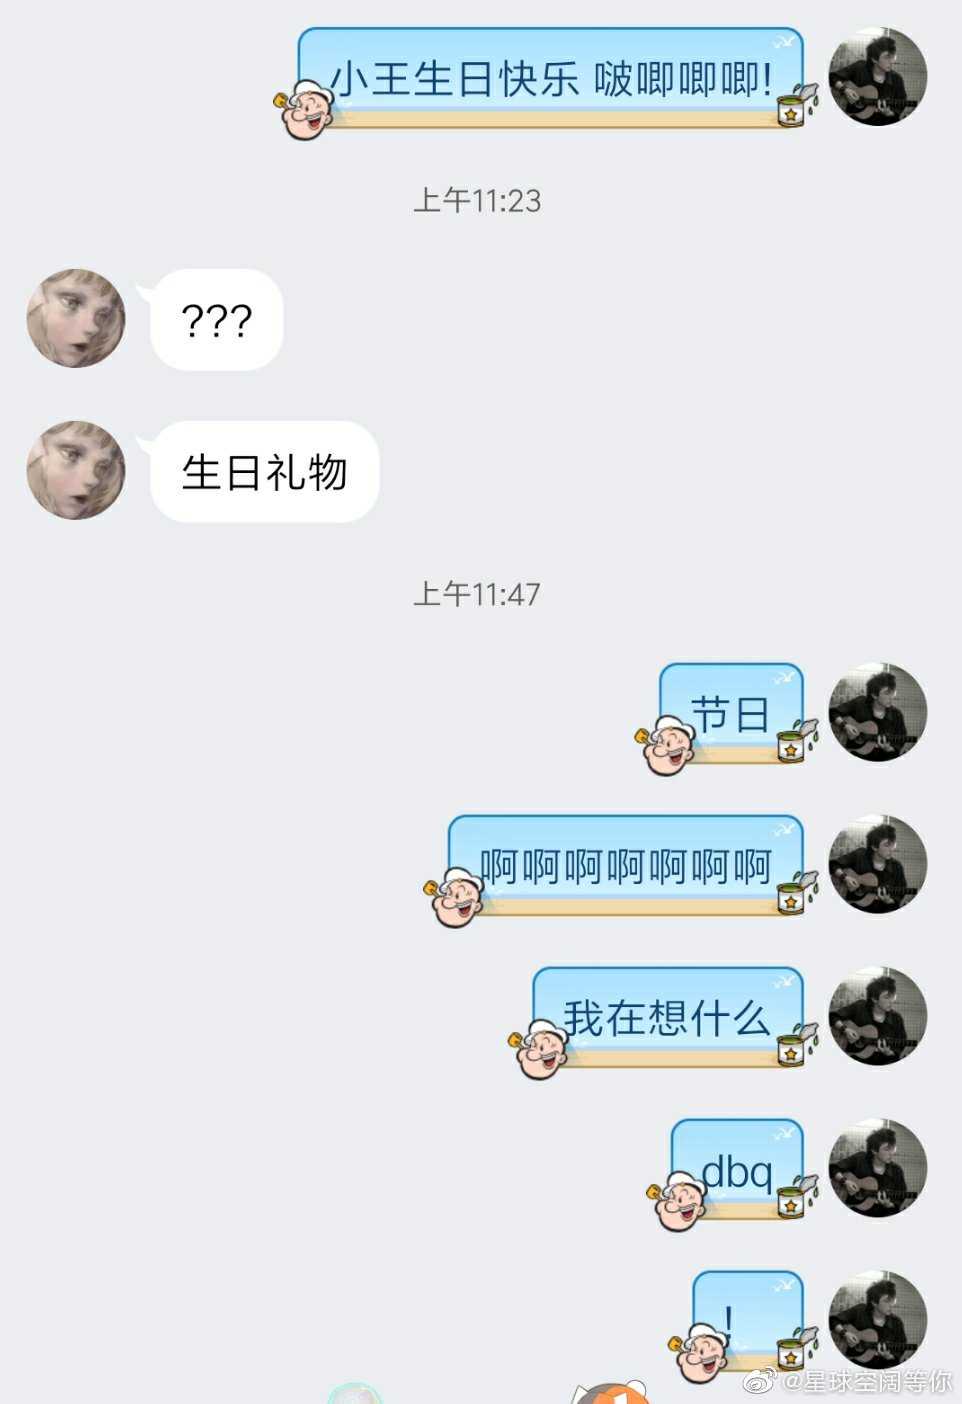 小王生日快乐 啵唧唧唧!
上午11:23
???
生日礼物
上午11:47
节日
啊啊啊啊啊啊啊
我在想什么
dbq
！
@星球空阔等你